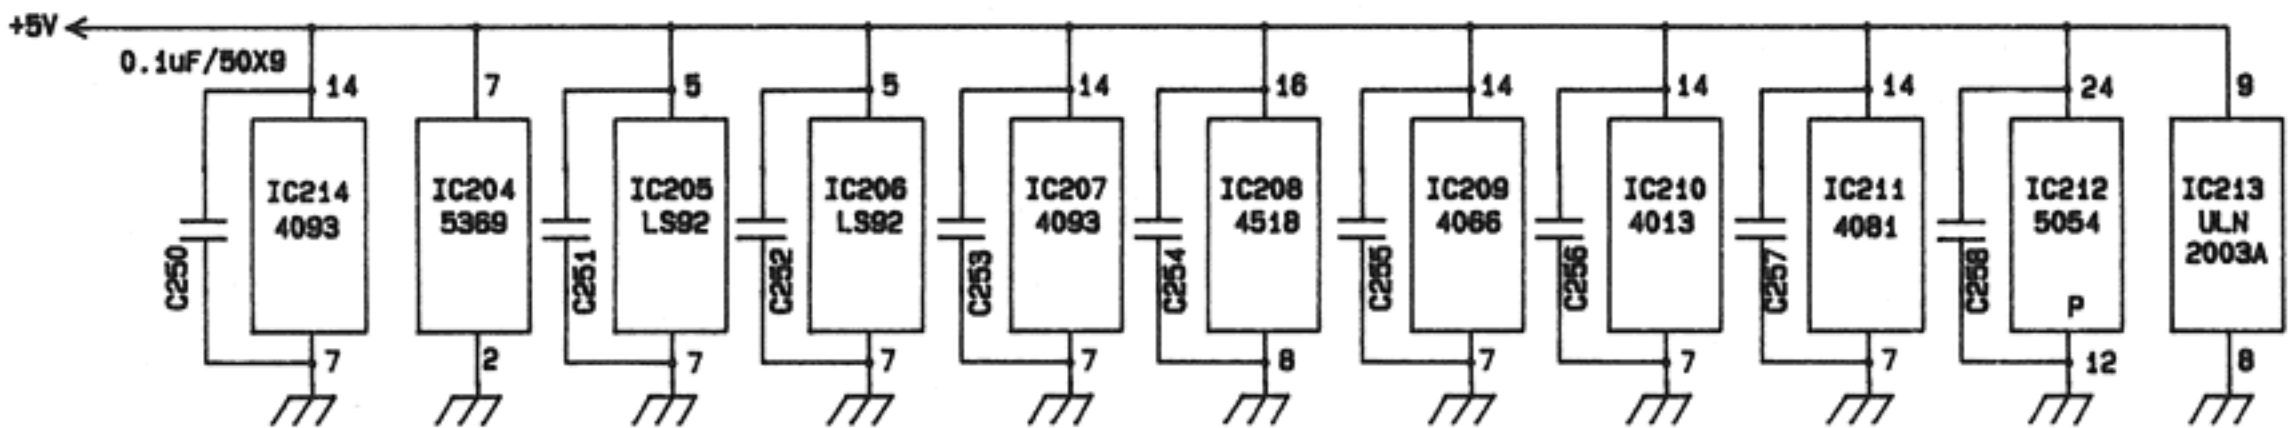 +5V
0.1uF/50X9
14 7 5 5 14 16 14 14 14 24 9
IC214 IC204 IC205 IC206 IC207 IC208 IC209 IC210 IC211 IC212 IC213
4093 5369 LS92 LS92 4093 4518 4066 4013 4081 5054 ULN
2003A
C250 C251 C252 C253 C254 C255 C256 C257 C258
P
7 2 7 7 7 8 7 7 7 12 8